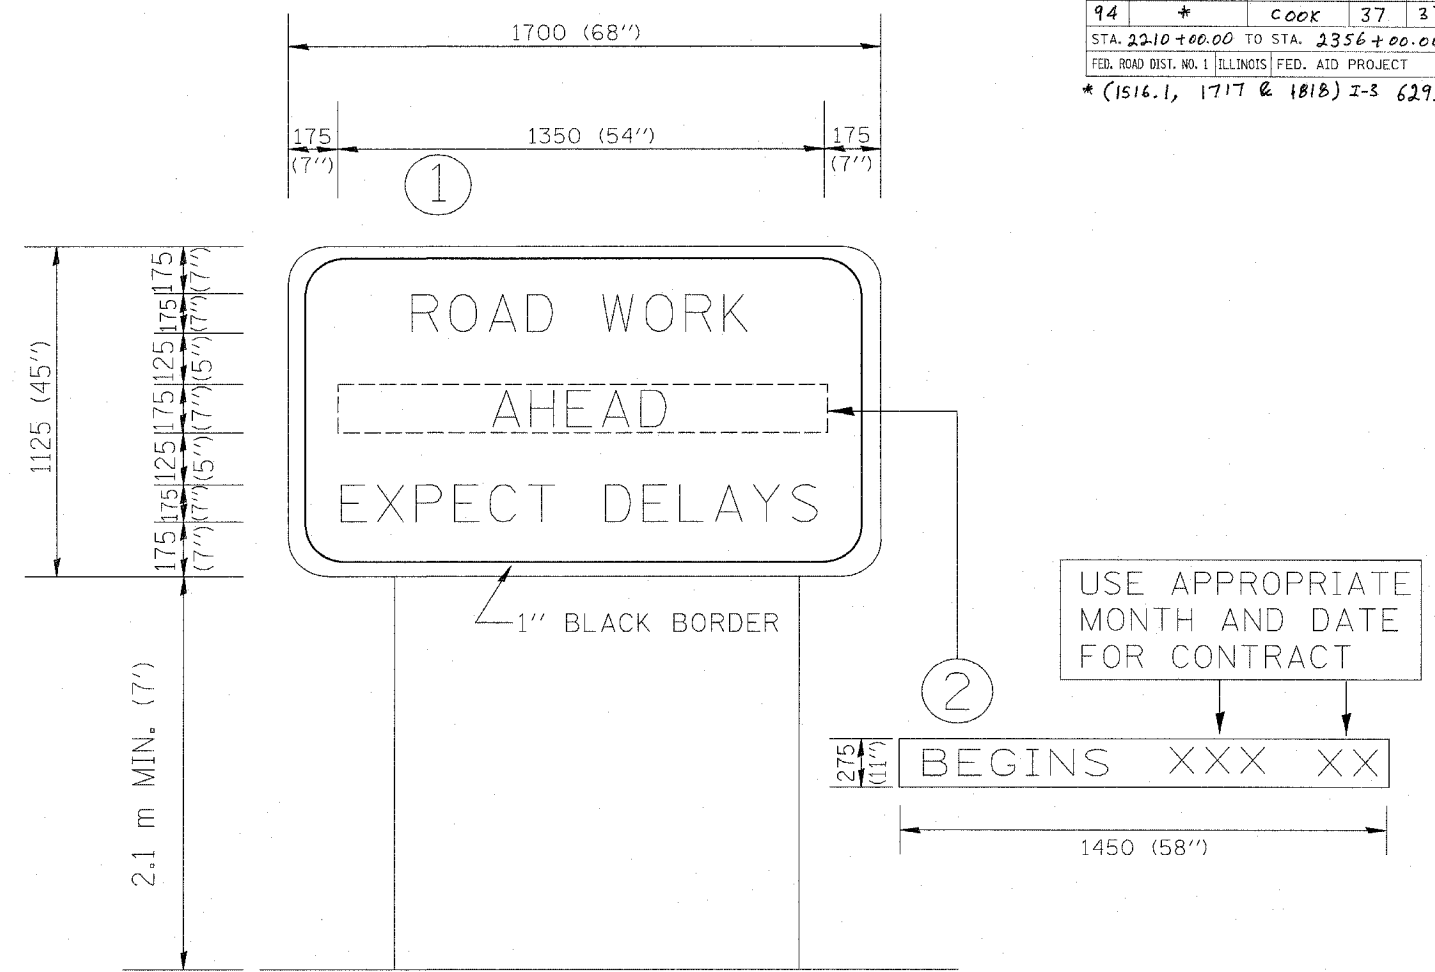 94 * COOK 37
STA. 2210+00.00 TO STA. 2356+00.00
FED. ROAD DIST. NO. 1 ILLINOIS FED. AID PROJECT
* (1516.1, 1717 & 1818) I-3 629
1700 (68'')
175 (7'')
1350 (54'')
175 (7'')
1
1125 (45'')
175 (7'')
175 (7'')
125 (5'')
175 (7'')
125 (5'')
175 (7'')
175 (7'')
ROAD WORK
AHEAD
EXPECT DELAYS
1'' BLACK BORDER
2.1 m MIN. (7')
2
USE APPROPRIATE
MONTH AND DATE
FOR CONTRACT
275 (11'')
BEGINS XXX XX
1450 (58'')